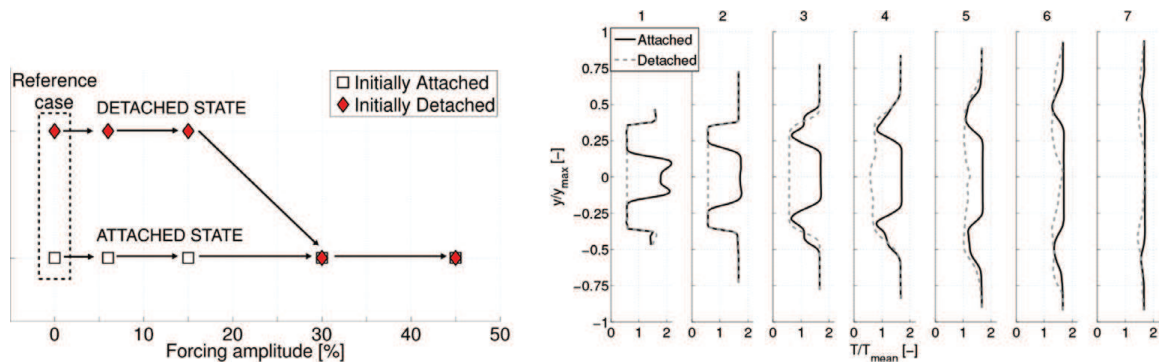 Reference
case
DETACHED STATE
ATTACHED STATE
Initially Attached
Initially Detached
0 10 20 30 40 50
Forcing amplitude [%]
1 2 3 4 5 6 7
Attached
Detached
1
0.75
0.5
0.25
0
−0.25
−0.5
−0.75
−1
y/ymax [−]
0 1 2 0 1 2 0 1 2 0 1 2 0 1 2 0 1 2 0 1 2
T/Tmean [−]